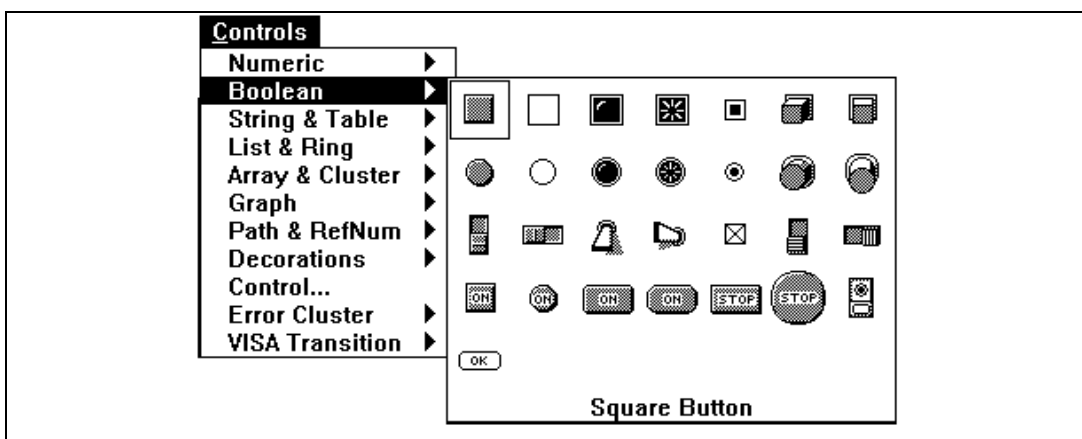 Controls
Numeric
Boolean
String & Table
List & Ring
Array & Cluster
Graph
Path & RefNum
Decorations
Control...
Error Cluster
VISA Transition
ON ON ON ON STOP STOP
OK
Square Button